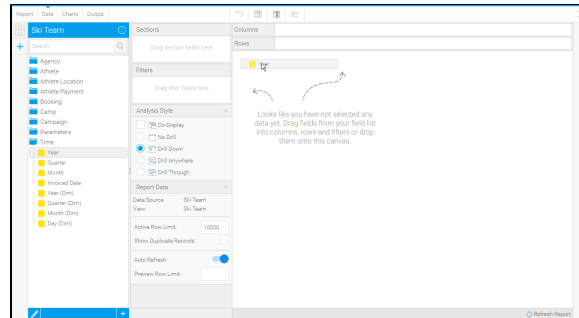 Report Data Charts Output
Ski Team
Search
Agency
Athlete
Athlete Location
Athlete Payment
Booking
Camp
Campaign
Parameters
Time
Year
Quarter
Month
Invoiced Date
Year (Dim)
Quarter (Dim)
Month (Dim)
Day (Dim)
Sections
Drag section fields here
Filters
Drag filter fields here
Analysis Style
Co-Display
No Drill
Drill Down
Drill Anywhere
Drill Through
Report Data
Data Source: Ski Team
View: Ski Team
Active Row Limit: 10000
Show Duplicate Records:
Auto Refresh:
Preview Row Limit:
Columns
Rows
Year
Looks like you have not selected any
data yet. Drag fields from your field list
into columns, rows and filters or drop
them onto this canvas.
Refresh Report